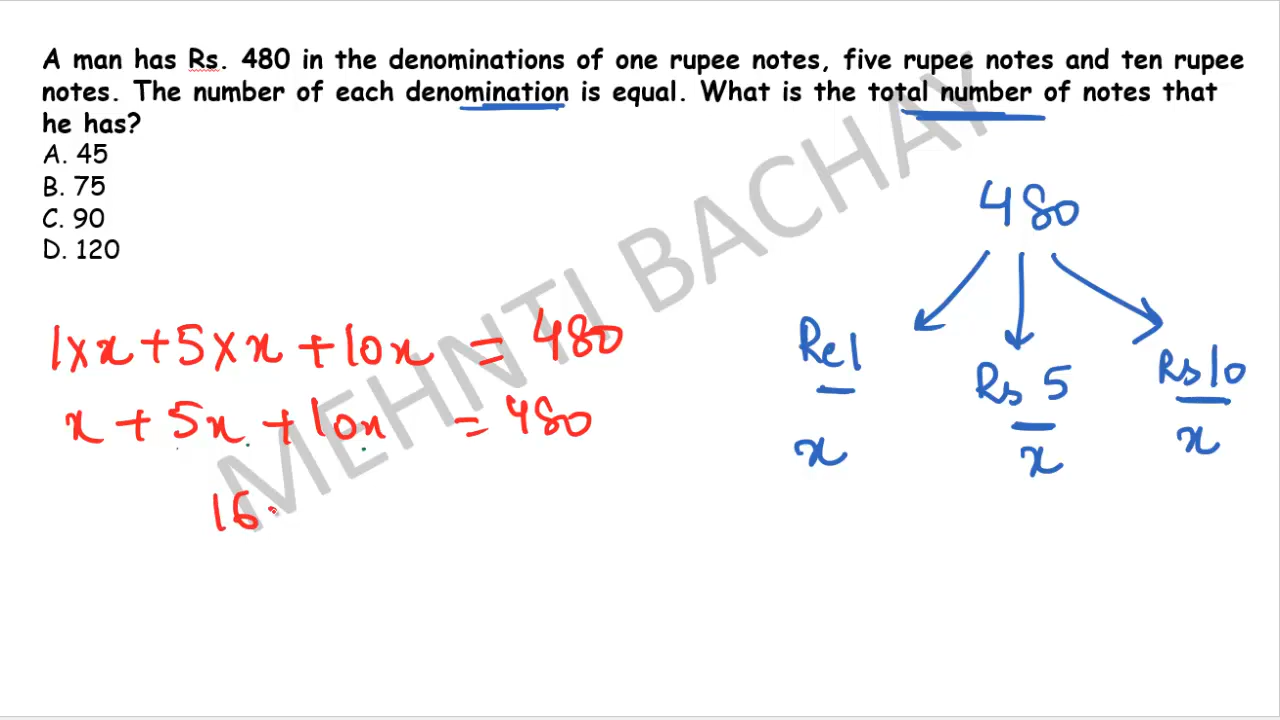 A man has Rs. 480 in the denominations of one rupee notes, five rupee notes and ten rupee
notes. The number of each denomination is equal. What is the total number of notes that
he has?
A. 45
B. 75
C. 90
D. 120
480
Re1
Rs 5
Rs10
x
x
x
1×x+5×x+10x = 480
x + 5x + 10x = 480
16
MEHNTI BACHAY